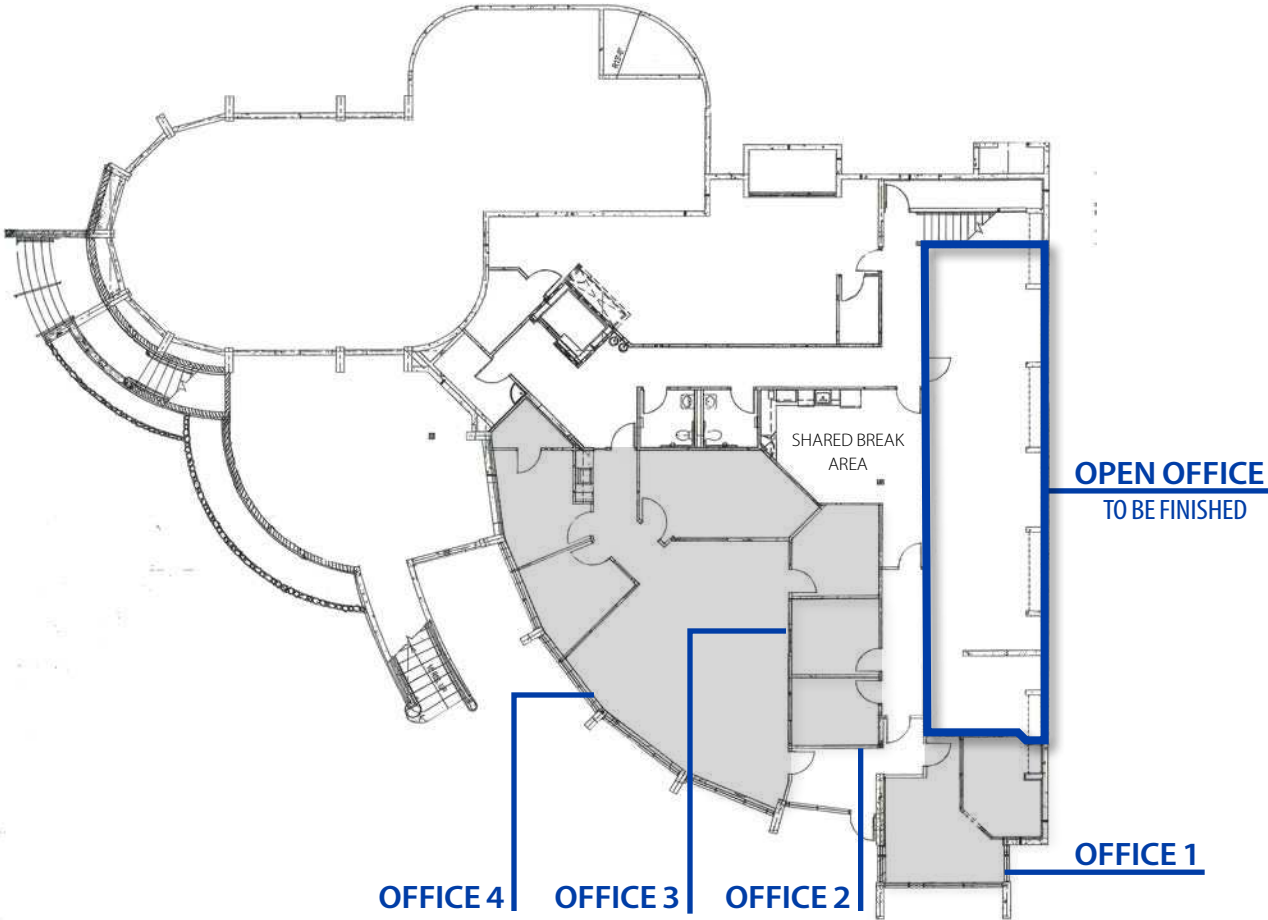 SHARED BREAK
AREA
OPEN OFFICE
TO BE FINISHED
OFFICE 1
OFFICE 4
OFFICE 3
OFFICE 2